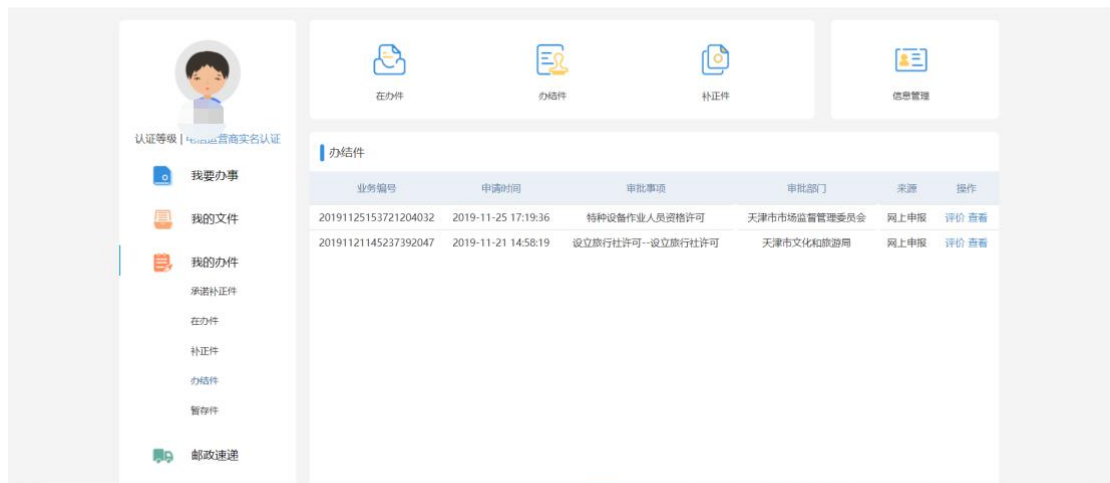 在办件
办结件
补正件
信息管理
认证等级 | 电信运营商实名认证
我要办事
我的文件
我的办件
承诺补正件
在办件
补正件
办结件
暂存件
邮政速递
办结件
业务编号 申请时间 审批事项 审批部门 来源 操作
20191125153721204032 2019-11-25 17:19:36 特种设备作业人员资格许可 天津市市场监督管理委员会 网上申报 评价 查看
20191121145237392047 2019-11-21 14:58:19 设立旅行社许可--设立旅行社许可 天津市文化和旅游局 网上申报 评价 查看